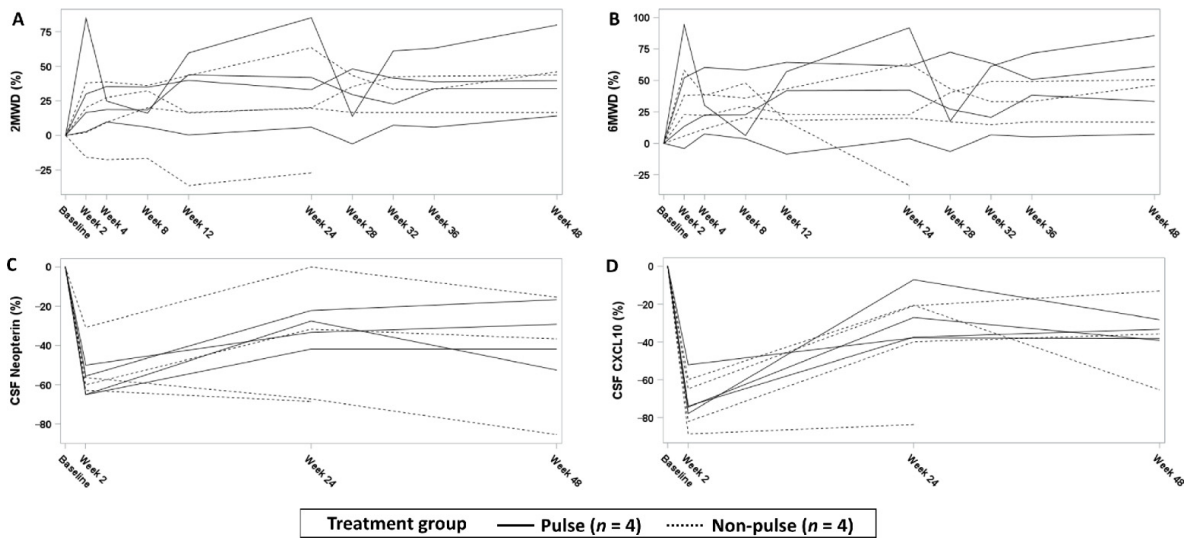 A
2MWD (%)
75
50
25
0
−25
Baseline
Week 2
Week 4
Week 8
Week 12
Week 24
Week 28
Week 32
Week 36
Week 48
B
6MWD (%)
100
75
50
25
0
−25
Baseline
Week 2
Week 4
Week 8
Week 12
Week 24
Week 28
Week 32
Week 36
Week 48
C
CSF Neopterin (%)
0
−20
−40
−60
−80
Baseline
Week 2
Week 24
Week 48
D
CSF CXCL10 (%)
0
−20
−40
−60
−80
Baseline
Week 2
Week 24
Week 48
Treatment group Pulse (n = 4) Non-pulse (n = 4)